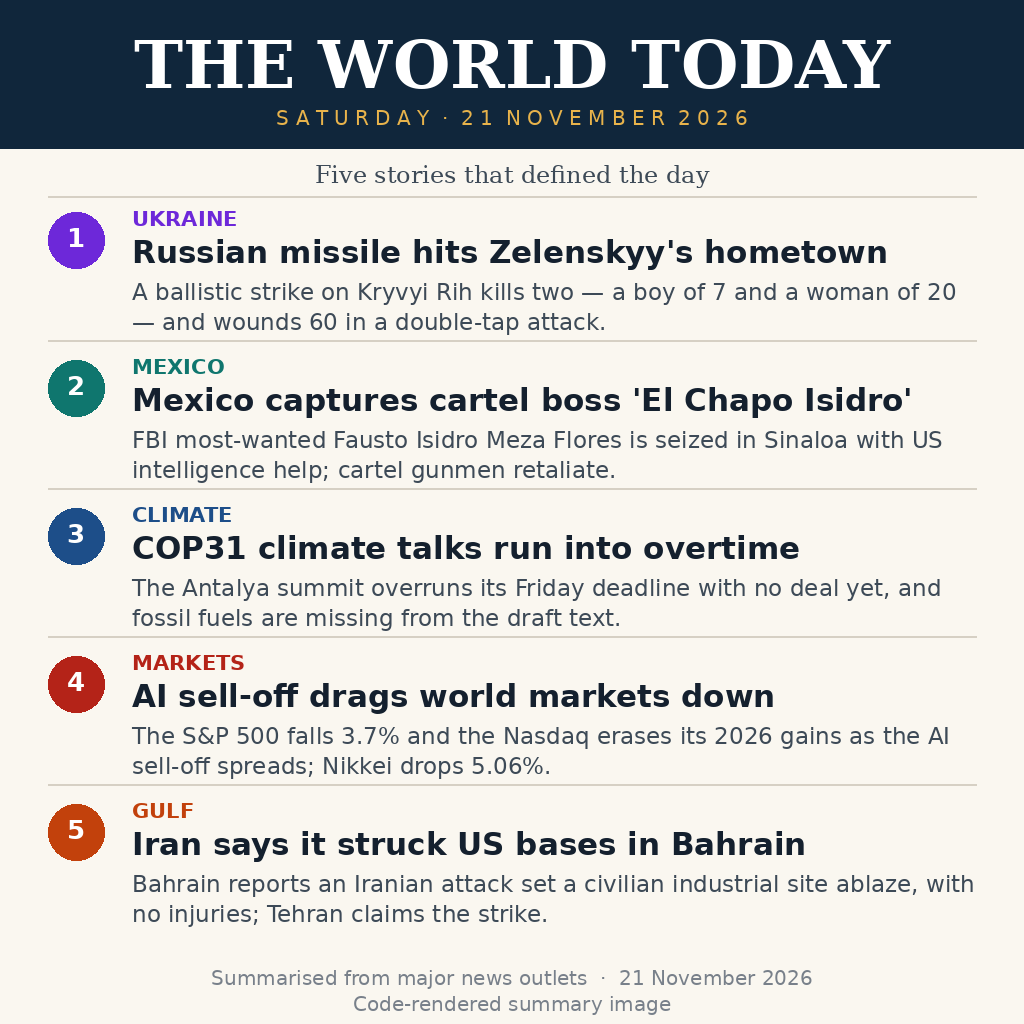 THE WORLD TODAY
SATURDAY · 21 NOVEMBER 2026
Five stories that defined the day
1
UKRAINE
Russian missile hits Zelenskyy's hometown
A ballistic strike on Kryvyi Rih kills two — a boy of 7 and a woman of 20
— and wounds 60 in a double-tap attack.
2
MEXICO
Mexico captures cartel boss 'El Chapo Isidro'
FBI most-wanted Fausto Isidro Meza Flores is seized in Sinaloa with US
intelligence help; cartel gunmen retaliate.
3
CLIMATE
COP31 climate talks run into overtime
The Antalya summit overruns its Friday deadline with no deal yet, and
fossil fuels are missing from the draft text.
4
MARKETS
AI sell-off drags world markets down
The S&P 500 falls 3.7% and the Nasdaq erases its 2026 gains as the AI
sell-off spreads; Nikkei drops 5.06%.
5
GULF
Iran says it struck US bases in Bahrain
Bahrain reports an Iranian attack set a civilian industrial site ablaze, with
no injuries; Tehran claims the strike.
Summarised from major news outlets · 21 November 2026
Code-rendered summary image